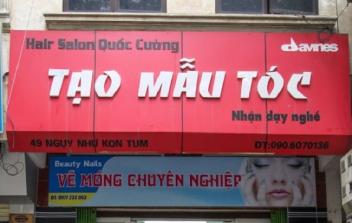 Hair Salon Quốc Cường
davines
TẠO MẪU TÓC
Nhận dạy nghề
49 NGUY NHƯ KON TUM
ĐT:090.6070136
Beauty Nails
VẼ MÓNG CHUYÊN NGHIỆP